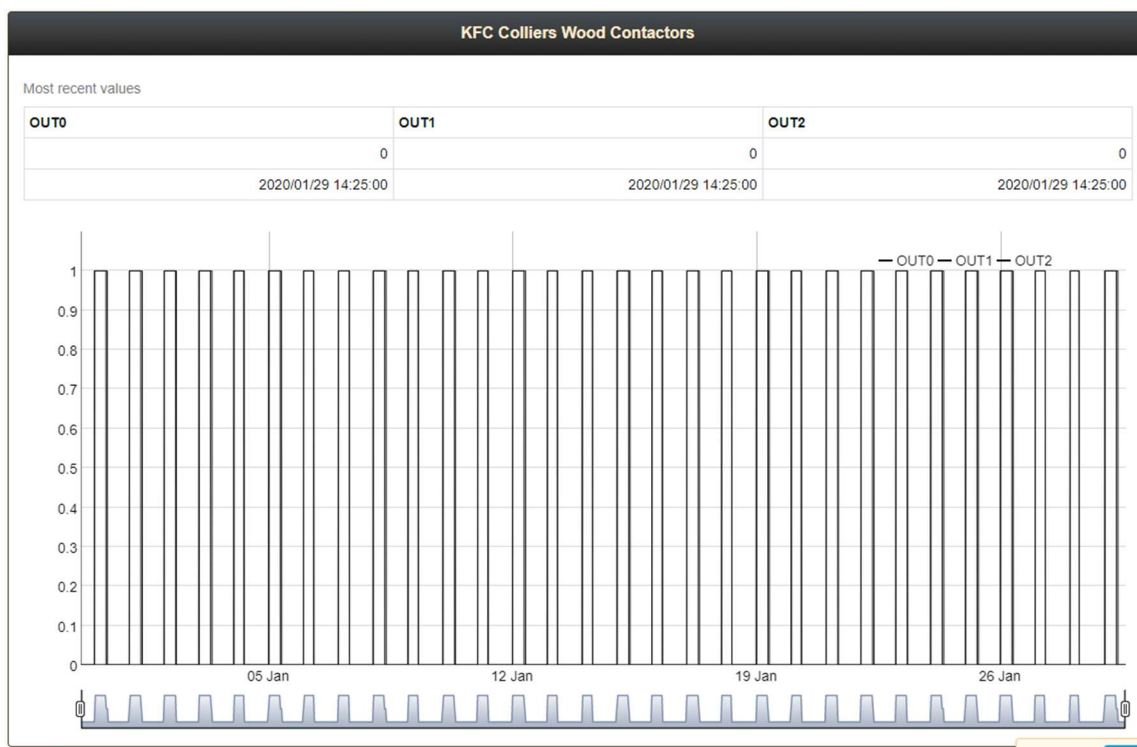 KFC Colliers Wood Contactors
Most recent values
OUT0 OUT1 OUT2
0 0 0
2020/01/29 14:25:00 2020/01/29 14:25:00 2020/01/29 14:25:00
OUT0 OUT1 OUT2
1
0.9
0.8
0.7
0.6
0.5
0.4
0.3
0.2
0.1
0
05 Jan 12 Jan 19 Jan 26 Jan